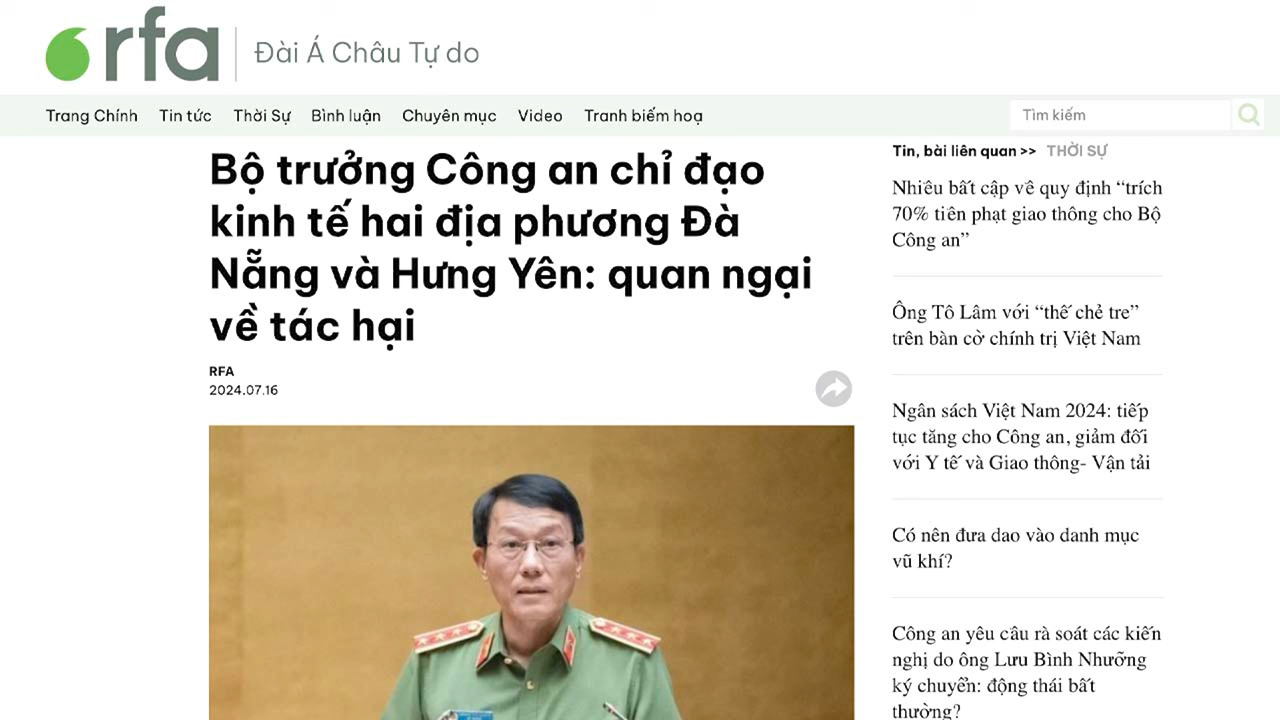 rfa
Đài Á Châu Tự do
Trang Chính Tin tức Thời Sự Bình luận Chuyên mục Video Tranh biếm hoạ
Tìm kiếm
Bộ trưởng Công an chỉ đạo
kinh tế hai địa phương Đà
Nẵng và Hưng Yên: quan ngại
về tác hại
RFA
2024.07.16
Tin, bài liên quan >> THỜI SỰ
Nhiều bất cập về quy định “trích
70% tiền phạt giao thông cho Bộ
Công an”
Ông Tô Lâm với “thế chẻ tre”
trên bàn cờ chính trị Việt Nam
Ngân sách Việt Nam 2024: tiếp
tục tăng cho Công an, giảm đối
với Y tế và Giao thông- Vận tải
Có nên đưa dao vào danh mục
vũ khí?
Công an yêu cầu rà soát các kiến
nghị do ông Lưu Bình Nhưỡng
ký chuyển: động thái bất
thường?